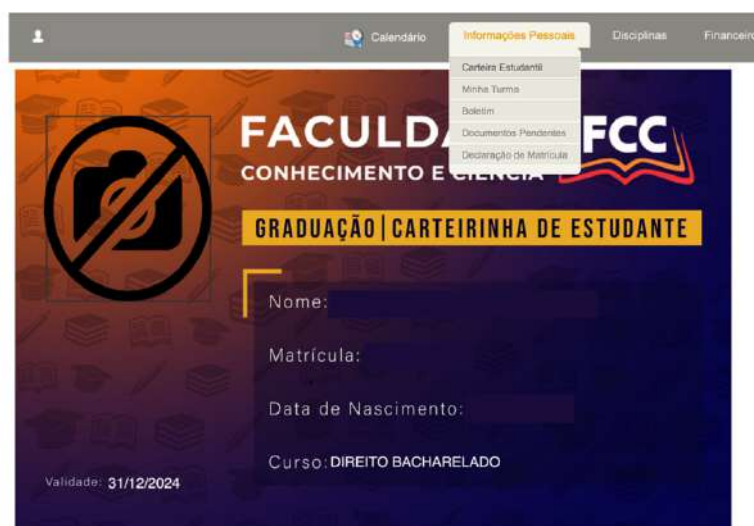 Calendário
Informações Pessoais
Disciplinas
Financeiro
Carteira Estudantil
Minha Turma
Boletim
Documentos Pendentes
Declaração de Matrícula
FCC
CONHECIMENTO E CIÊNCIA
GRADUAÇÃO|CARTEIRINHA DE ESTUDANTE
Nome:
Matrícula:
Data de Nascimento:
Curso: DIREITO BACHARELADO
Validade: 31/12/2024